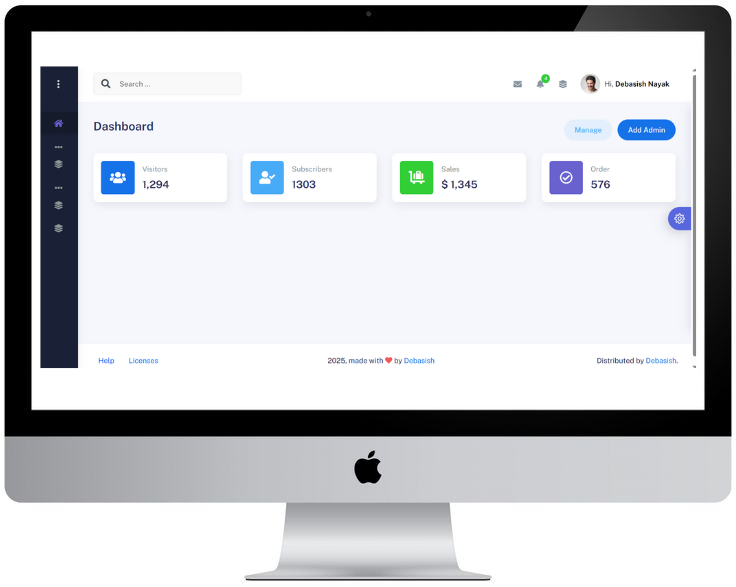 Search ...
4
Hi, Debasish Nayak
Dashboard
Manage
Add Admin
Visitors
1,294
Subscribers
1303
Sales
$ 1,345
Order
576
Help
Licenses
2025, made with by Debasish
Distributed by Debasish.